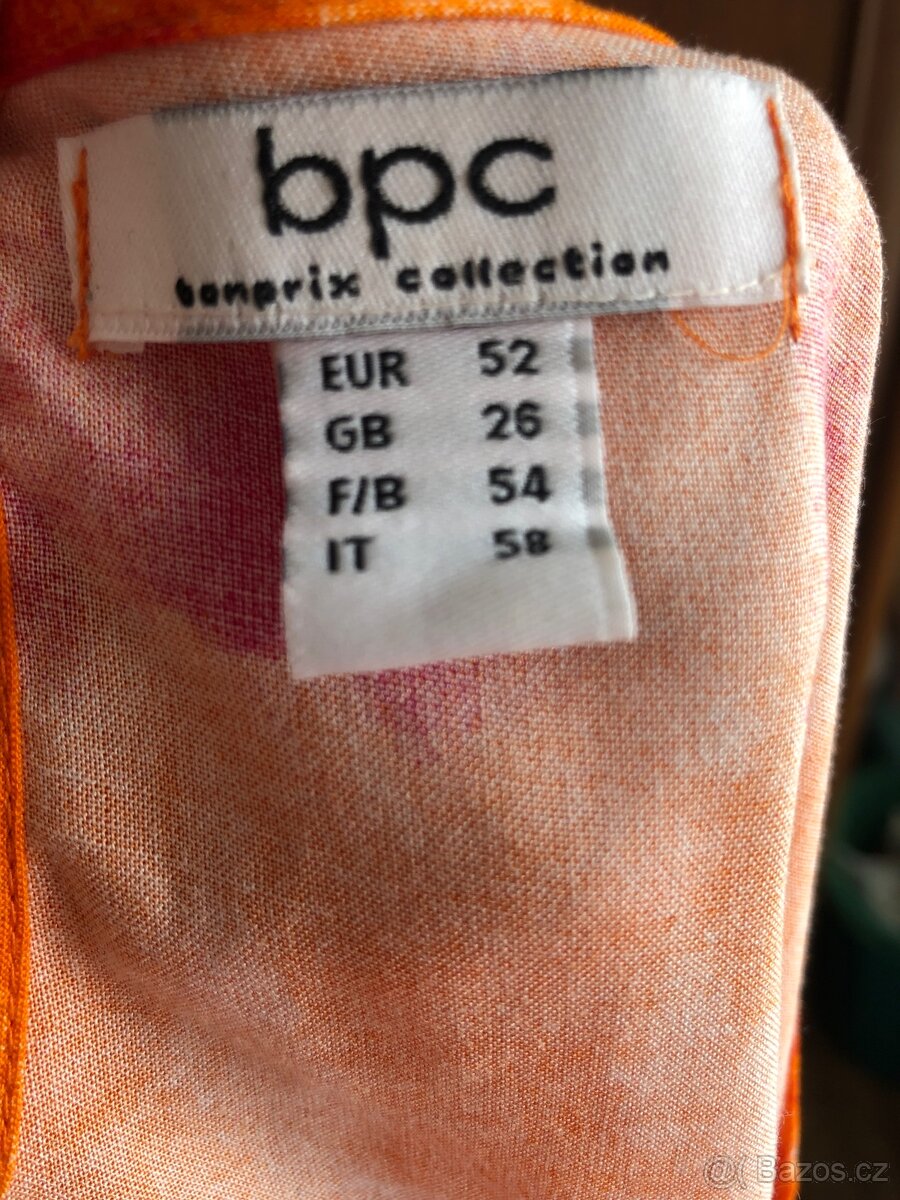 bpc
bonprix collection
EUR 52
GB 26
F/B 54
IT 58
@ Bazos.cz